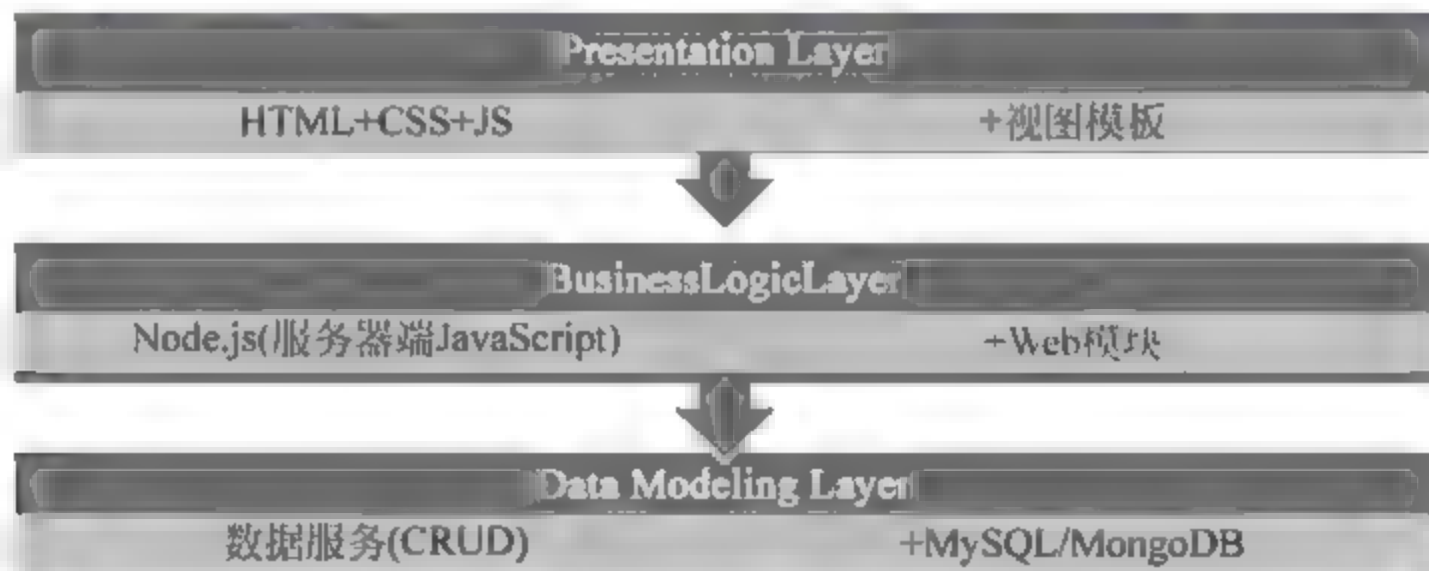 Presentation Layer
HTML+CSS+JS +视图模板
BusinessLogicLayer
Node.js(服务器端JavaScript) +Web模块
Data Modeling Layer
数据服务(CRUD) +MySQL/MongoDB